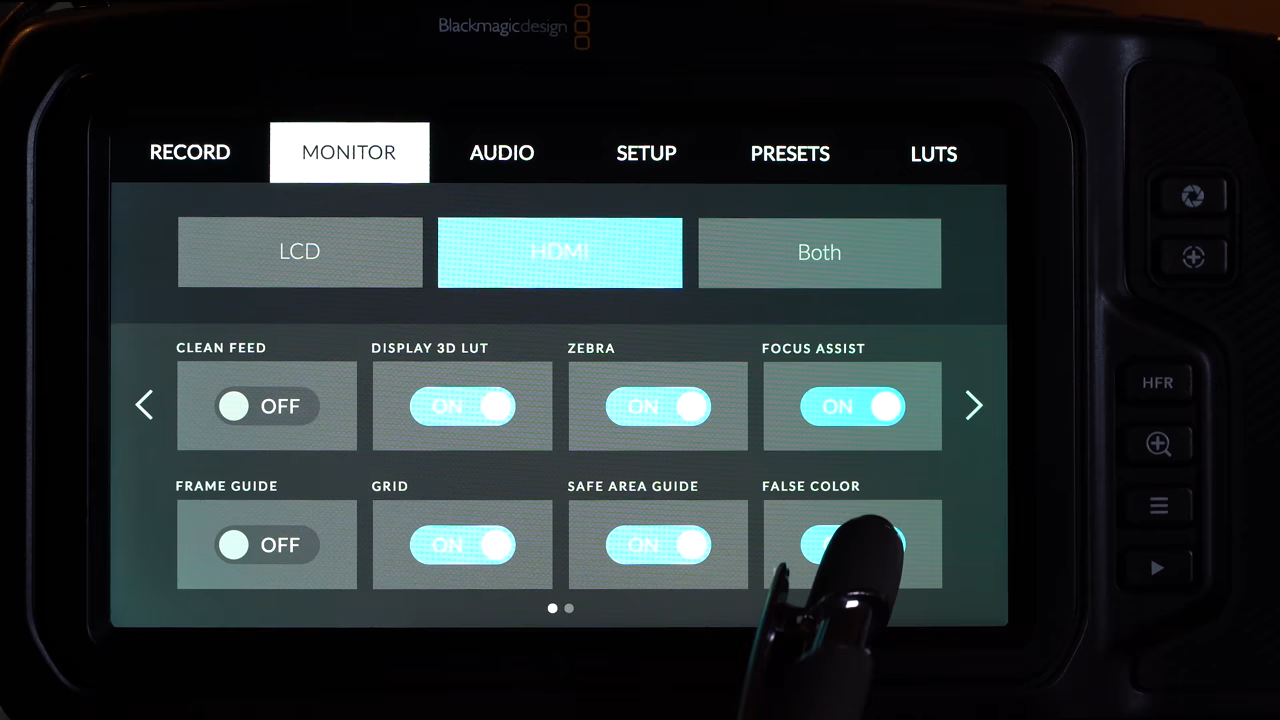 Blackmagicdesign
RECORD MONITOR AUDIO SETUP PRESETS LUTS
LCD HDMI Both
CLEAN FEED DISPLAY 3D LUT ZEBRA FOCUS ASSIST
OFF ON ON ON
HFR
FRAME GUIDE GRID SAFE AREA GUIDE FALSE COLOR
OFF ON ON